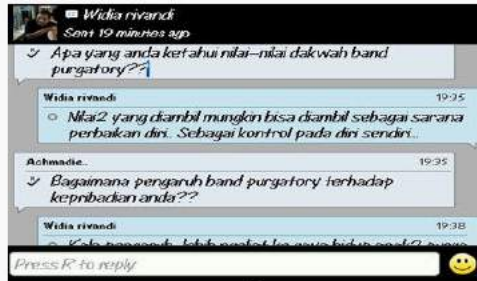 Widia rivandi
Sent 19 minutes ago
Apa yang anda ketahui nilai-nilai dakwah band
purgatory??
Widia rivandi 19:35
Nilai2 yang diambil mungkin bisa diambil sebagai sarana
perbaikan diri.. Sebagai kontrol pada diri sendiri...
Achmadie.. 19:35
Bagaimana pengaruh band purgatory terhadap
kepribadian anda??
Widia rivandi 19:38
Press R to reply